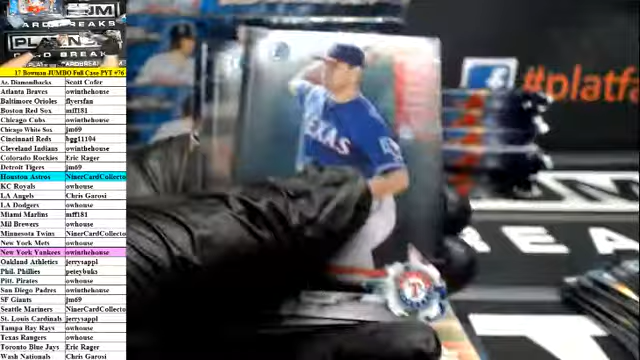 ARDBREAKS
17 Bowman JUMBO Full Case PYT #76
Az. Diamondbacks Scott Cofer
Atlanta Braves owinthehouse
Baltimore Orioles flyersfan
Boston Red Sox mff181
Chicago Cubs owinthehouse
Chicago White Sox jm69
Cincinnati Reds bgg11104
Cleveland Indians owinthehouse
Colorado Rockies Eric Rager
Detroit Tigers jm69
Houston Astros NinerCardCollecto
KC Royals owhouse
LA Angels Chris Garosi
LA Dodgers owhouse
Miami Marlins mff181
Mil Brewers owhouse
Minnesota Twins NinerCardCollecto
New York Mets owhouse
New York Yankees owinthehouse
Oakland Athletics jerrysappl
Phil. Phillies peteybuks
Pitt. Pirates owhouse
San Diego Padres owinthehouse
SF Giants jm69
Seattle Mariners NinerCardCollecto
St. Louis Cardinals jerrysappl
Tampa Bay Rays owhouse
Texas Rangers owhouse
Toronto Blue Jays Eric Rager
Wash Nationals Chris Garosi
TEXAS
T
#platfo
REA
T